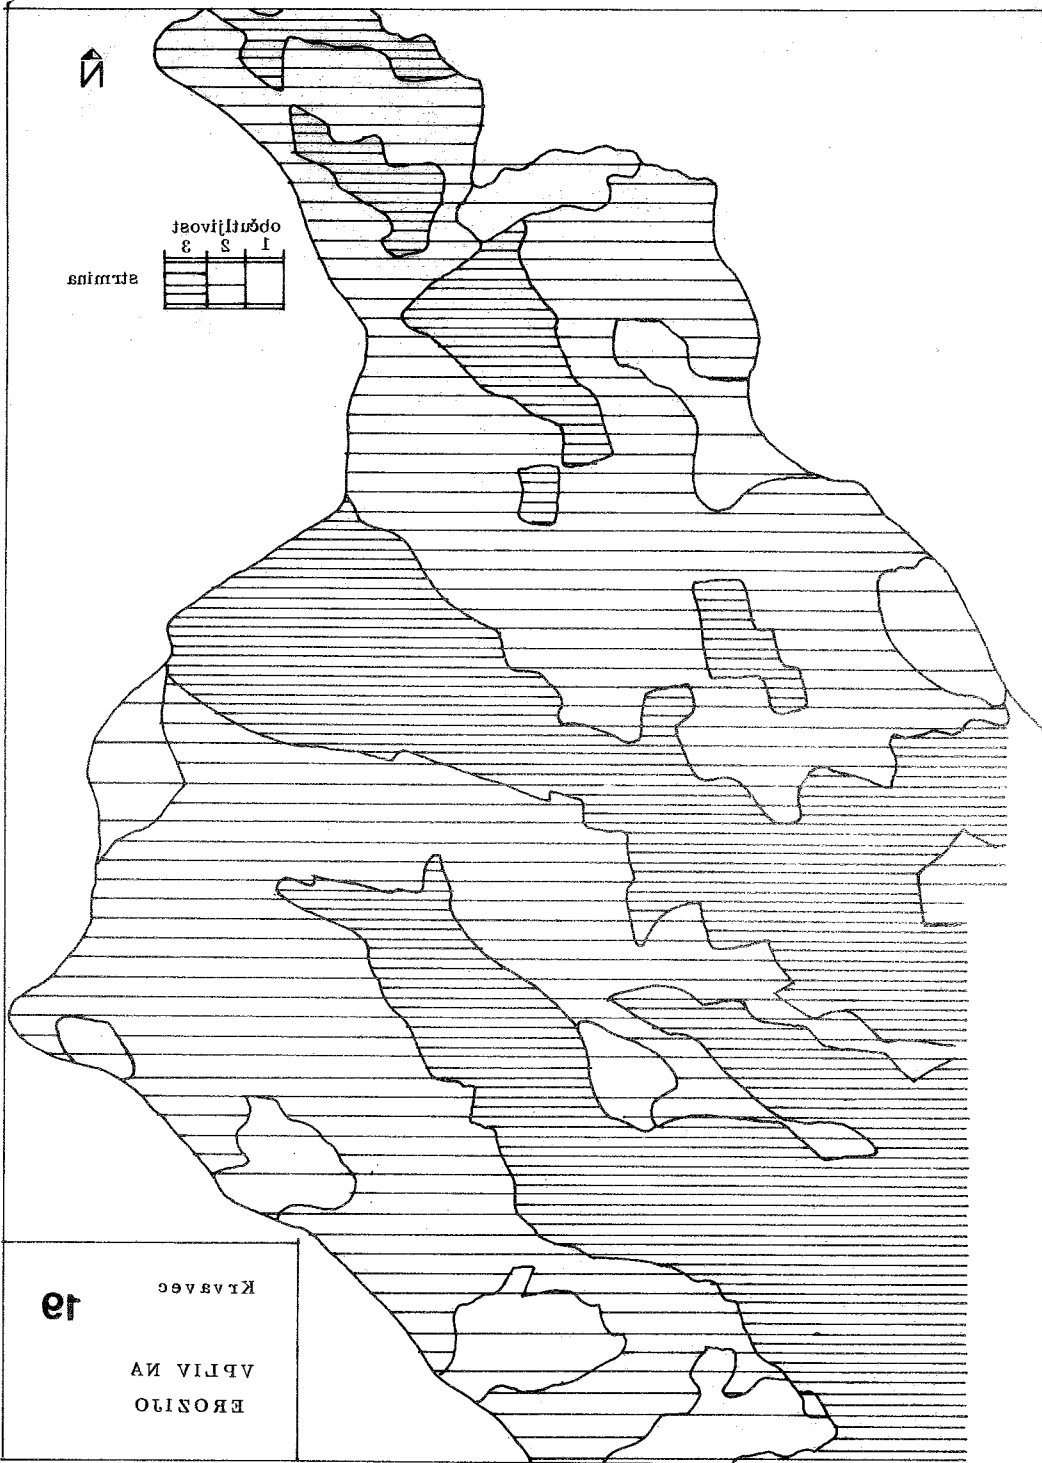 N
občutljivost
1 2 3
strmina
Krvavec
19
VPLIV NA
EROZIJO